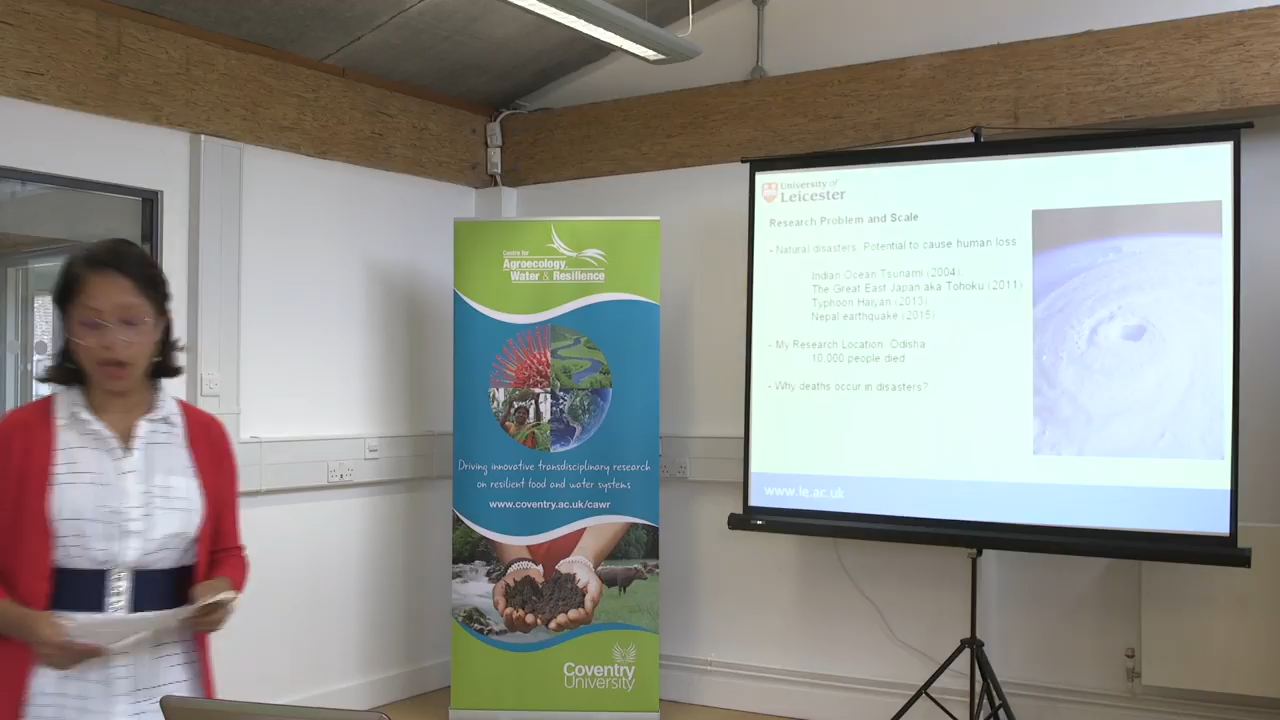 Centre for
Agroecology,
Water & Resilience
Driving innovative transdisciplinary research
on resilient food and water systems
www.coventry.ac.uk/cawr
Coventry
University
University of
Leicester
Research Problem and Scale
- Natural disasters: Potential to cause human loss
Indian Ocean Tsunami (2004),
The Great East Japan aka Tohoku (2011)
Typhoon Haiyan (2013)
Nepal earthquake (2015)
- My Research Location: Odisha
10,000 people died
- Why deaths occur in disasters?
www.le.ac.uk